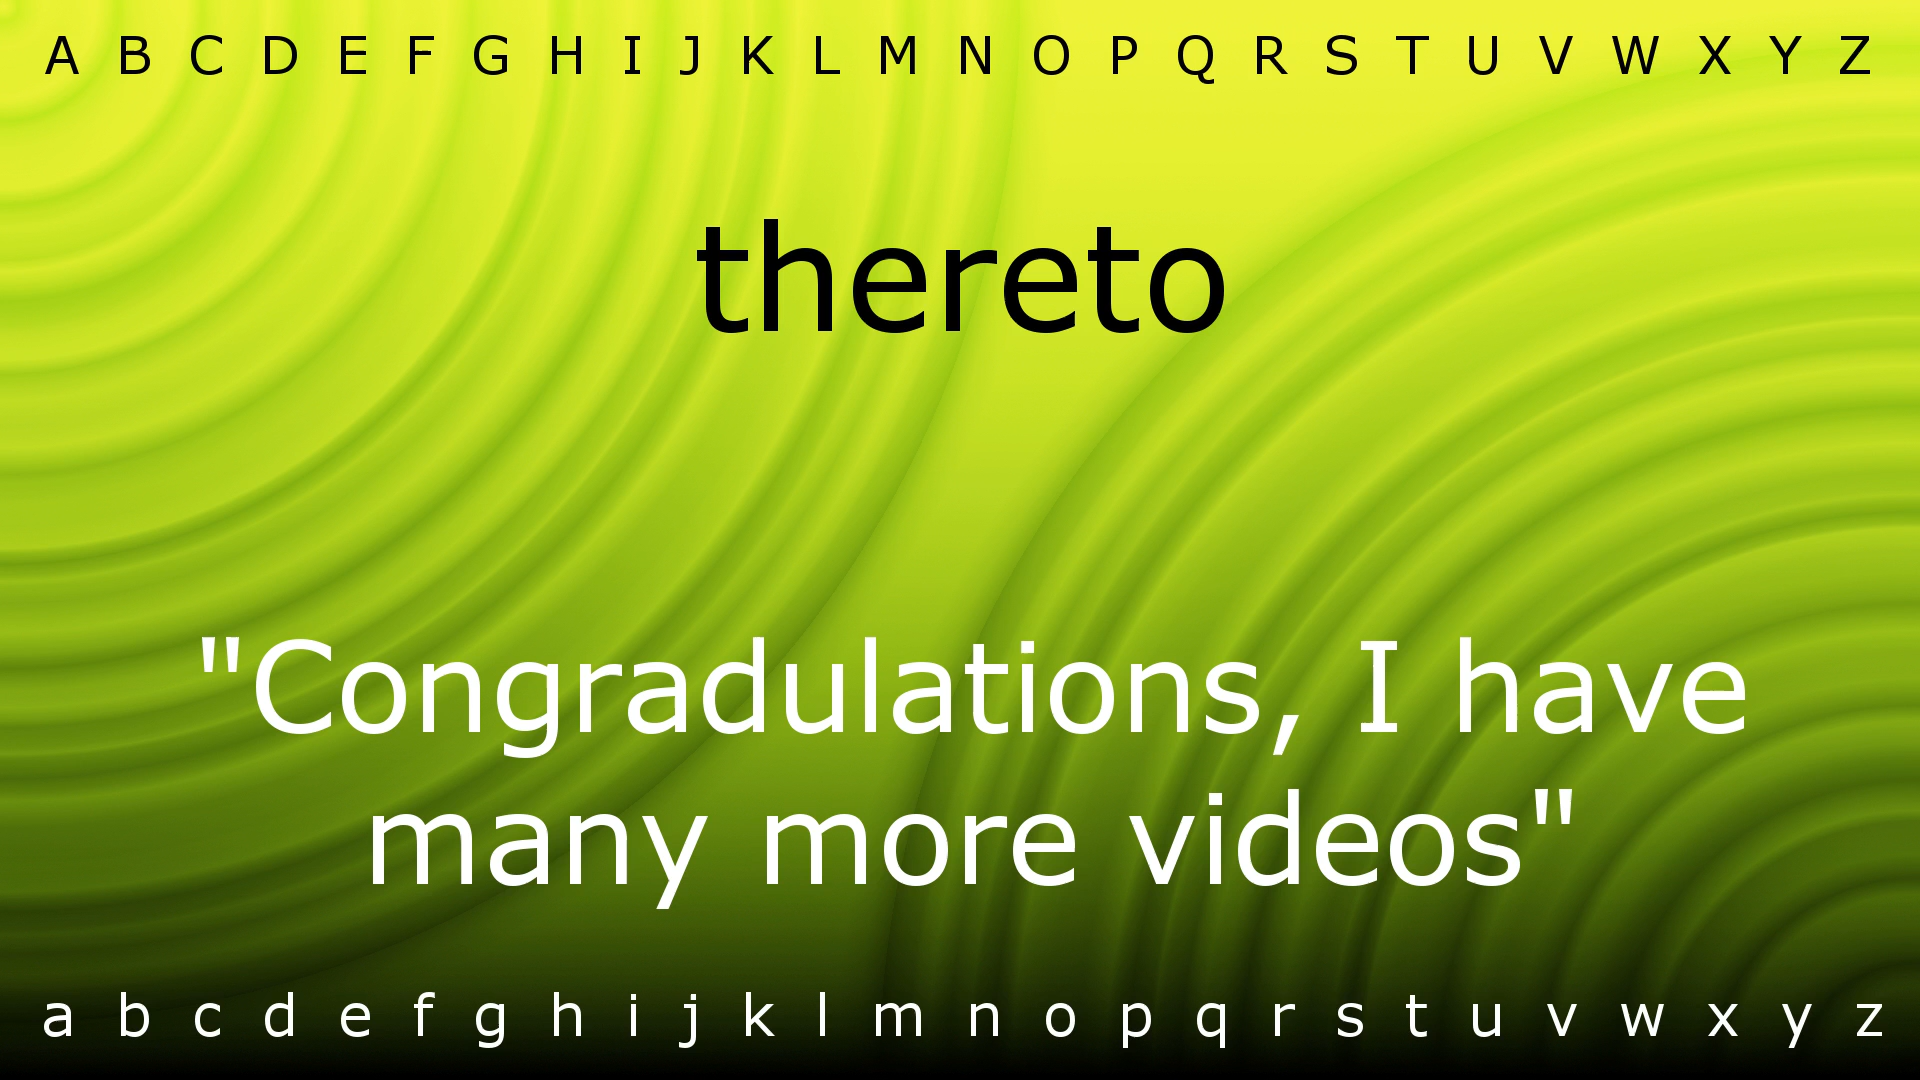 A B C D E F G H I J K L M N O P Q R S T U V W X Y Z
thereto
"Congradulations, I have
many more videos"
a b c d e f g h i j k l m n o p q r s t u v w x y z